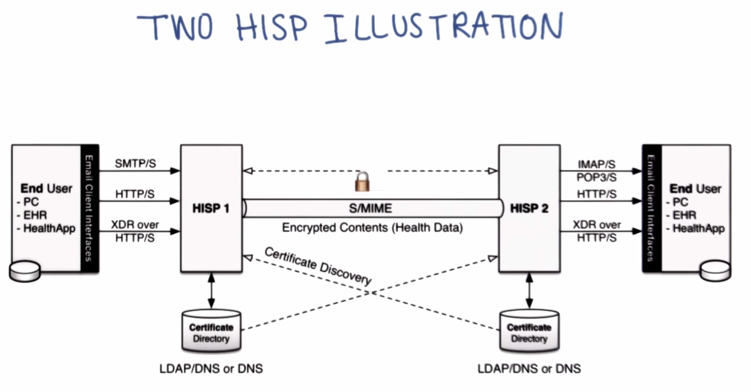 TWO HISP ILLUSTRATION
End User
- PC
- EHR
- HealthApp
Email Client Interfaces
SMTP/S
HTTP/S
XDR over
HTTP/S
HISP 1
S/MIME
Encrypted Contents (Health Data)
Certificate Discovery
HISP 2
IMAP/S
POP3/S
HTTP/S
XDR over
HTTP/S
Email Client Interfaces
End User
- PC
- EHR
- HealthApp
Certificate
Directory
LDAP/DNS or DNS
Certificate
Directory
LDAP/DNS or DNS